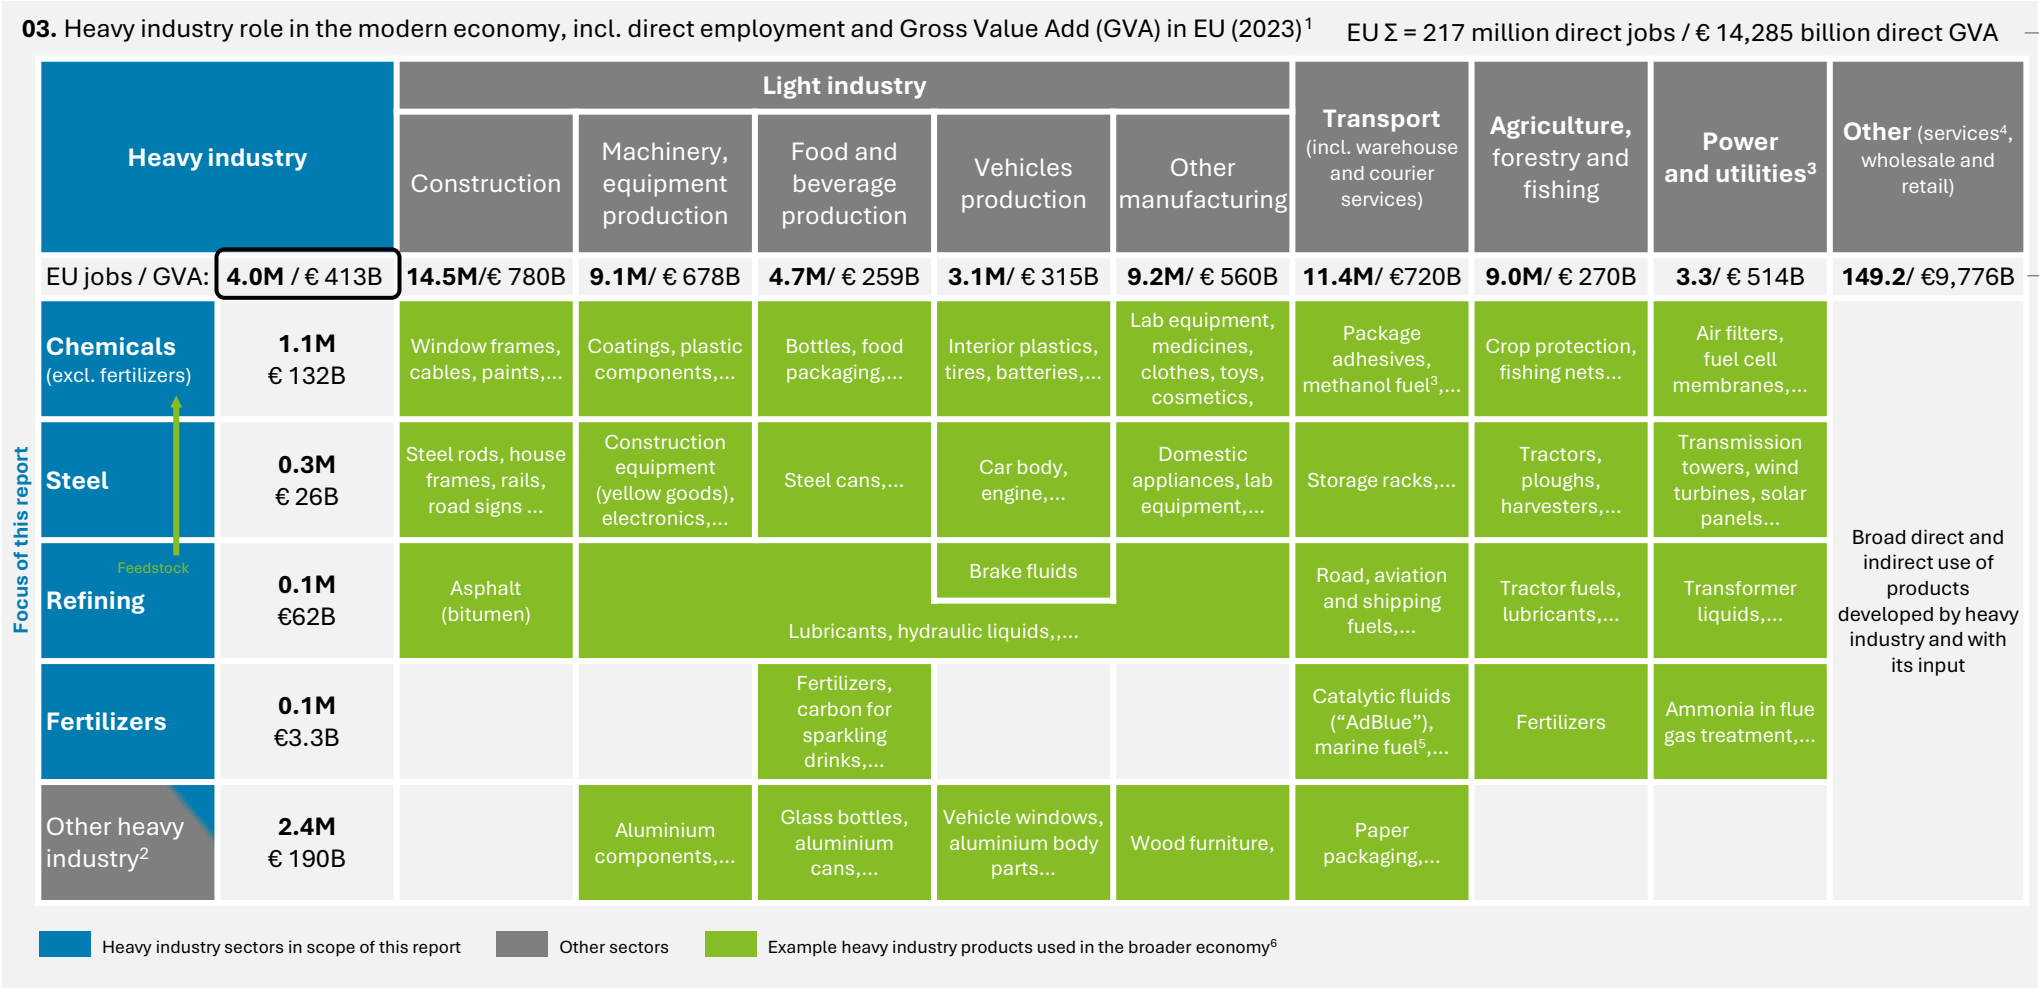 03. Heavy industry role in the modern economy, incl. direct employment and Gross Value Add (GVA) in EU (2023)¹
EU Σ = 217 million direct jobs / € 14,285 billion direct GVA
Heavy industry
Light industry
Construction
Machinery,
equipment
production
Food and
beverage
production
Vehicles
production
Other
manufacturing
Transport
(incl. warehouse
and courier
services)
Agriculture,
forestry and
fishing
Power
and utilities³
Other (services⁴,
wholesale and
retail)
EU jobs / GVA:
4.0M / € 413B
14.5M/€ 780B
9.1M/ € 678B
4.7M/ € 259B
3.1M/ € 315B
9.2M/ € 560B
11.4M/ €720B
9.0M/ € 270B
3.3/ € 514B
149.2/ €9,776B
Focus of this report
Chemicals
(excl. fertilizers)
1.1M
€ 132B
Window frames,
cables, paints,...
Coatings, plastic
components,...
Bottles, food
packaging,...
Interior plastics,
tires, batteries,...
Lab equipment,
medicines,
clothes, toys,
cosmetics,
Package
adhesives,
methanol fuel³,...
Crop protection,
fishing nets...
Air filters,
fuel cell
membranes,...
Steel
0.3M
€ 26B
Steel rods, house
frames, rails,
road signs ...
Construction
equipment
(yellow goods),
electronics,...
Steel cans,...
Car body,
engine,...
Domestic
appliances, lab
equipment,...
Storage racks,...
Tractors,
ploughs,
harvesters,...
Transmission
towers, wind
turbines, solar
panels...
Feedstock
Refining
0.1M
€62B
Asphalt
(bitumen)
Brake fluids
Lubricants, hydraulic liquids,,...
Road, aviation
and shipping
fuels,...
Tractor fuels,
lubricants,...
Transformer
liquids,...
Broad direct and
indirect use of
products
developed by heavy
industry and with
its input
Fertilizers
0.1M
€3.3B
Fertilizers,
carbon for
sparkling
drinks,...
Catalytic fluids
(“AdBlue”),
marine fuel⁵,...
Fertilizers
Ammonia in flue
gas treatment,...
Other heavy
industry²
2.4M
€ 190B
Aluminium
components,...
Glass bottles,
aluminium
cans,...
Vehicle windows,
aluminium body
parts...
Wood furniture,
Paper
packaging,...
Heavy industry sectors in scope of this report
Other sectors
Example heavy industry products used in the broader economy⁶